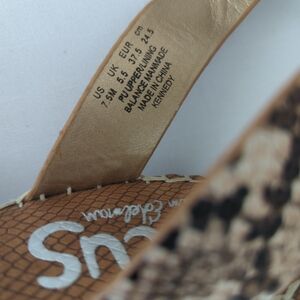 US UK EUR cm
7.5M 5.5 37.5 24.5
PU UPPER/LINING
BALANCE MANMADE
MADE IN CHINA
KENNEDY
cus
Edelman